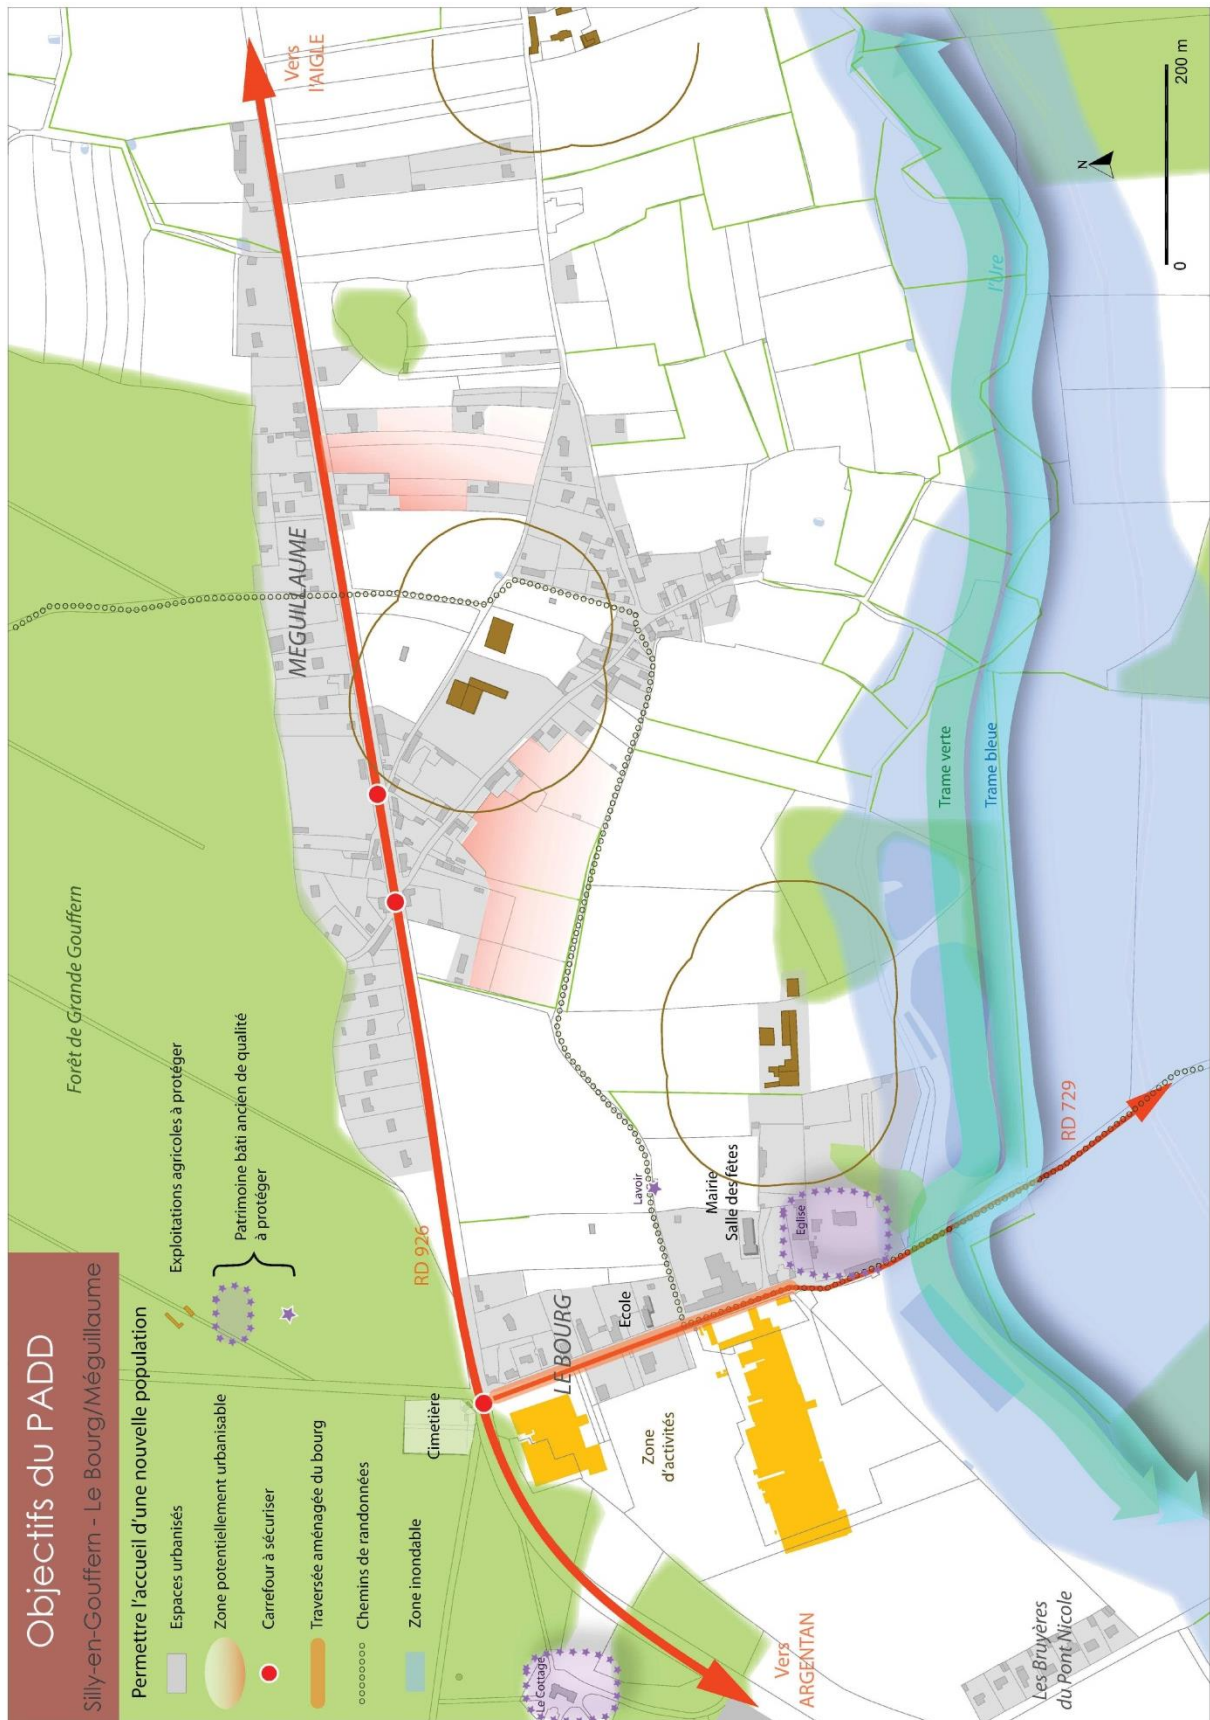 Objectifs du PADD
Silly-en-Gouffern - Le Bourg/Méguillaume
Permettre l'accueil d'une nouvelle population
Espaces urbanisés
Zone potentiellement urbanisable
Carrefour à sécuriser
Traversée aménagée du bourg
Chemins de randonnées
Zone inondable
Exploitations agricoles à protéger
Patrimoine bâti ancien de qualité
à protéger
Forêt de Grande Gouffern
MEGUILLAUME
Vers
l'AIGLE
RD 926
Cimetière
Le Cottage
LE BOURG
Ecole
Lavoir
Mairie
Salle des fêtes
Eglise
Zone
d'activités
Vers
ARGENTAN
Les Bruyères
du Pont Nicole
RD 729
Trame verte
Trame bleue
l'Ure
N
0
200 m